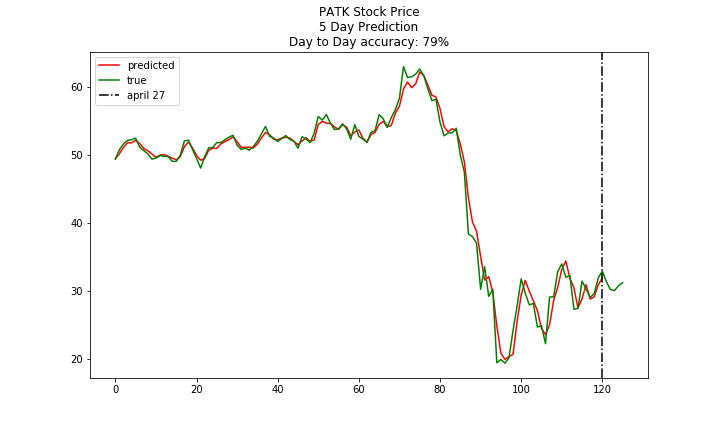 PATK Stock Price
5 Day Prediction
Day to Day accuracy: 79%
predicted
true
april 27
60
50
40
30
20
0
20
40
60
80
100
120